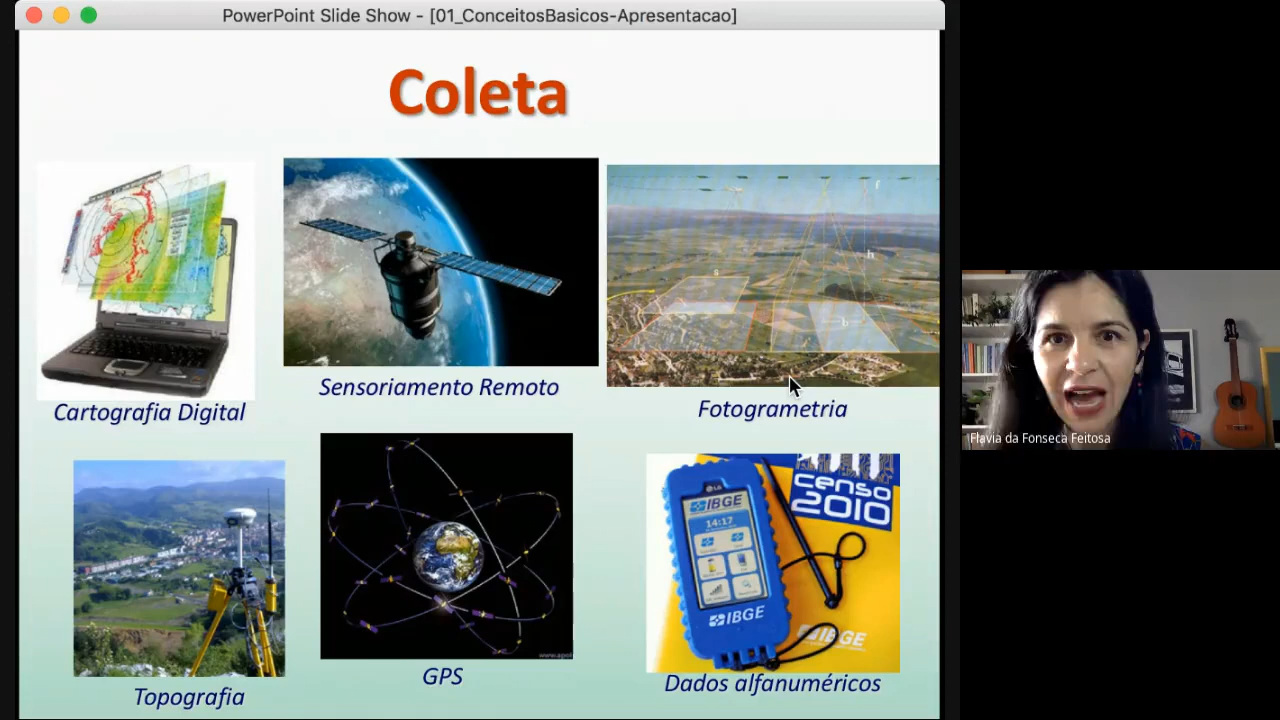 PowerPoint Slide Show - [01_ConceitosBasicos-Apresentacao]
Coleta
s
f
h
b
Cartografia Digital
Sensoriamento Remoto
Fotogrametria
Flavia da Fonseca Feitosa
LG
IBGE
14:17
IBGE
censo
2010
IBGE
Topografia
GPS
Dados alfanuméricos